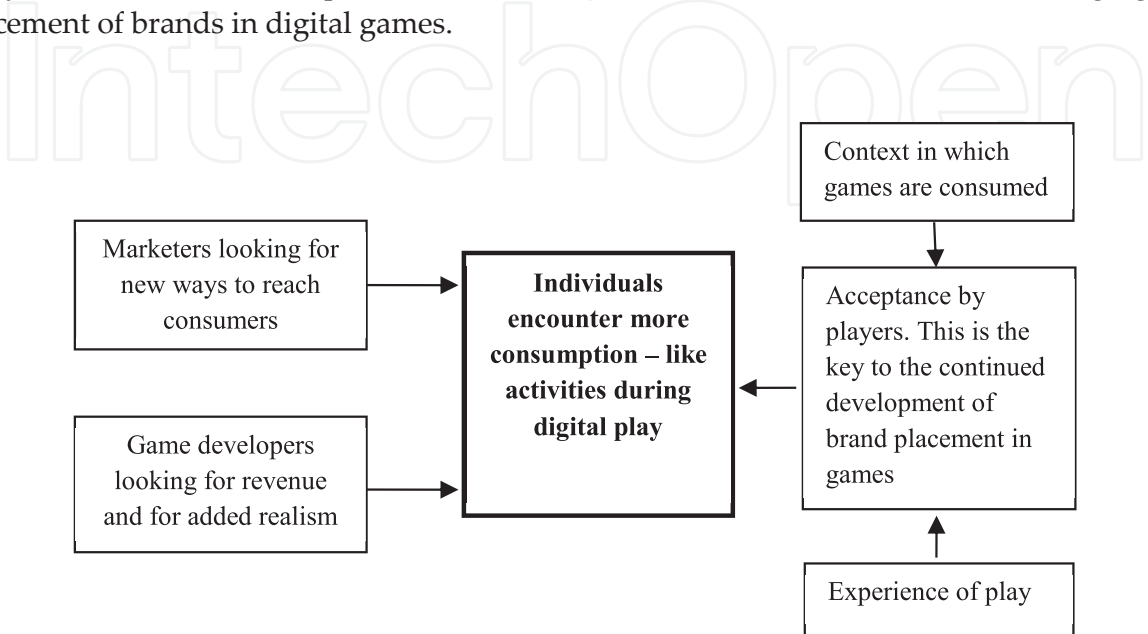 cement of brands in digital games.
IntechOpen
Context in which
games are consumed
Marketers looking for
new ways to reach
consumers
Individuals
encounter more
consumption – like
activities during
digital play
Acceptance by
players. This is the
key to the continued
development of
brand placement in
games
Game developers
looking for revenue
and for added realism
Experience of play